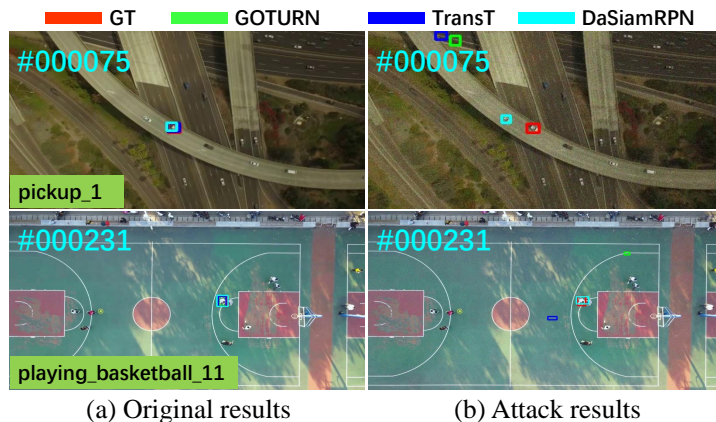 GT GOTURN TransT DaSiamRPN
#000075 #000075
pickup_1
#000231 #000231
playing_basketball_11
(a) Original results (b) Attack results